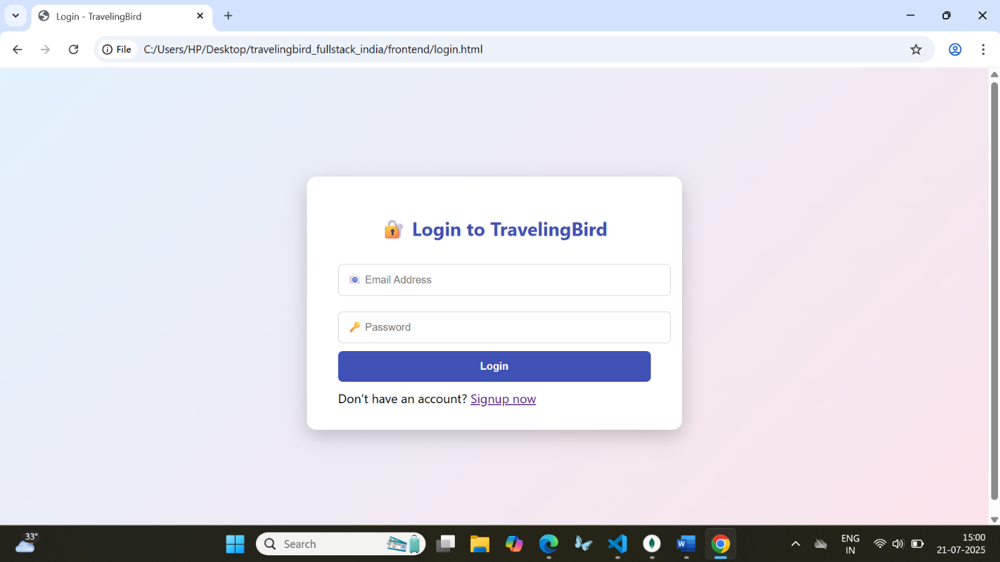 Login - TravelingBird
File
C:/Users/HP/Desktop/travelingbird_fullstack_india/frontend/login.html
🔐 Login to TravelingBird
📧 Email Address
🔑 Password
Login
Don’t have an account? Signup now
33°
Search
W
ENG
IN
15:00
21-07-2025